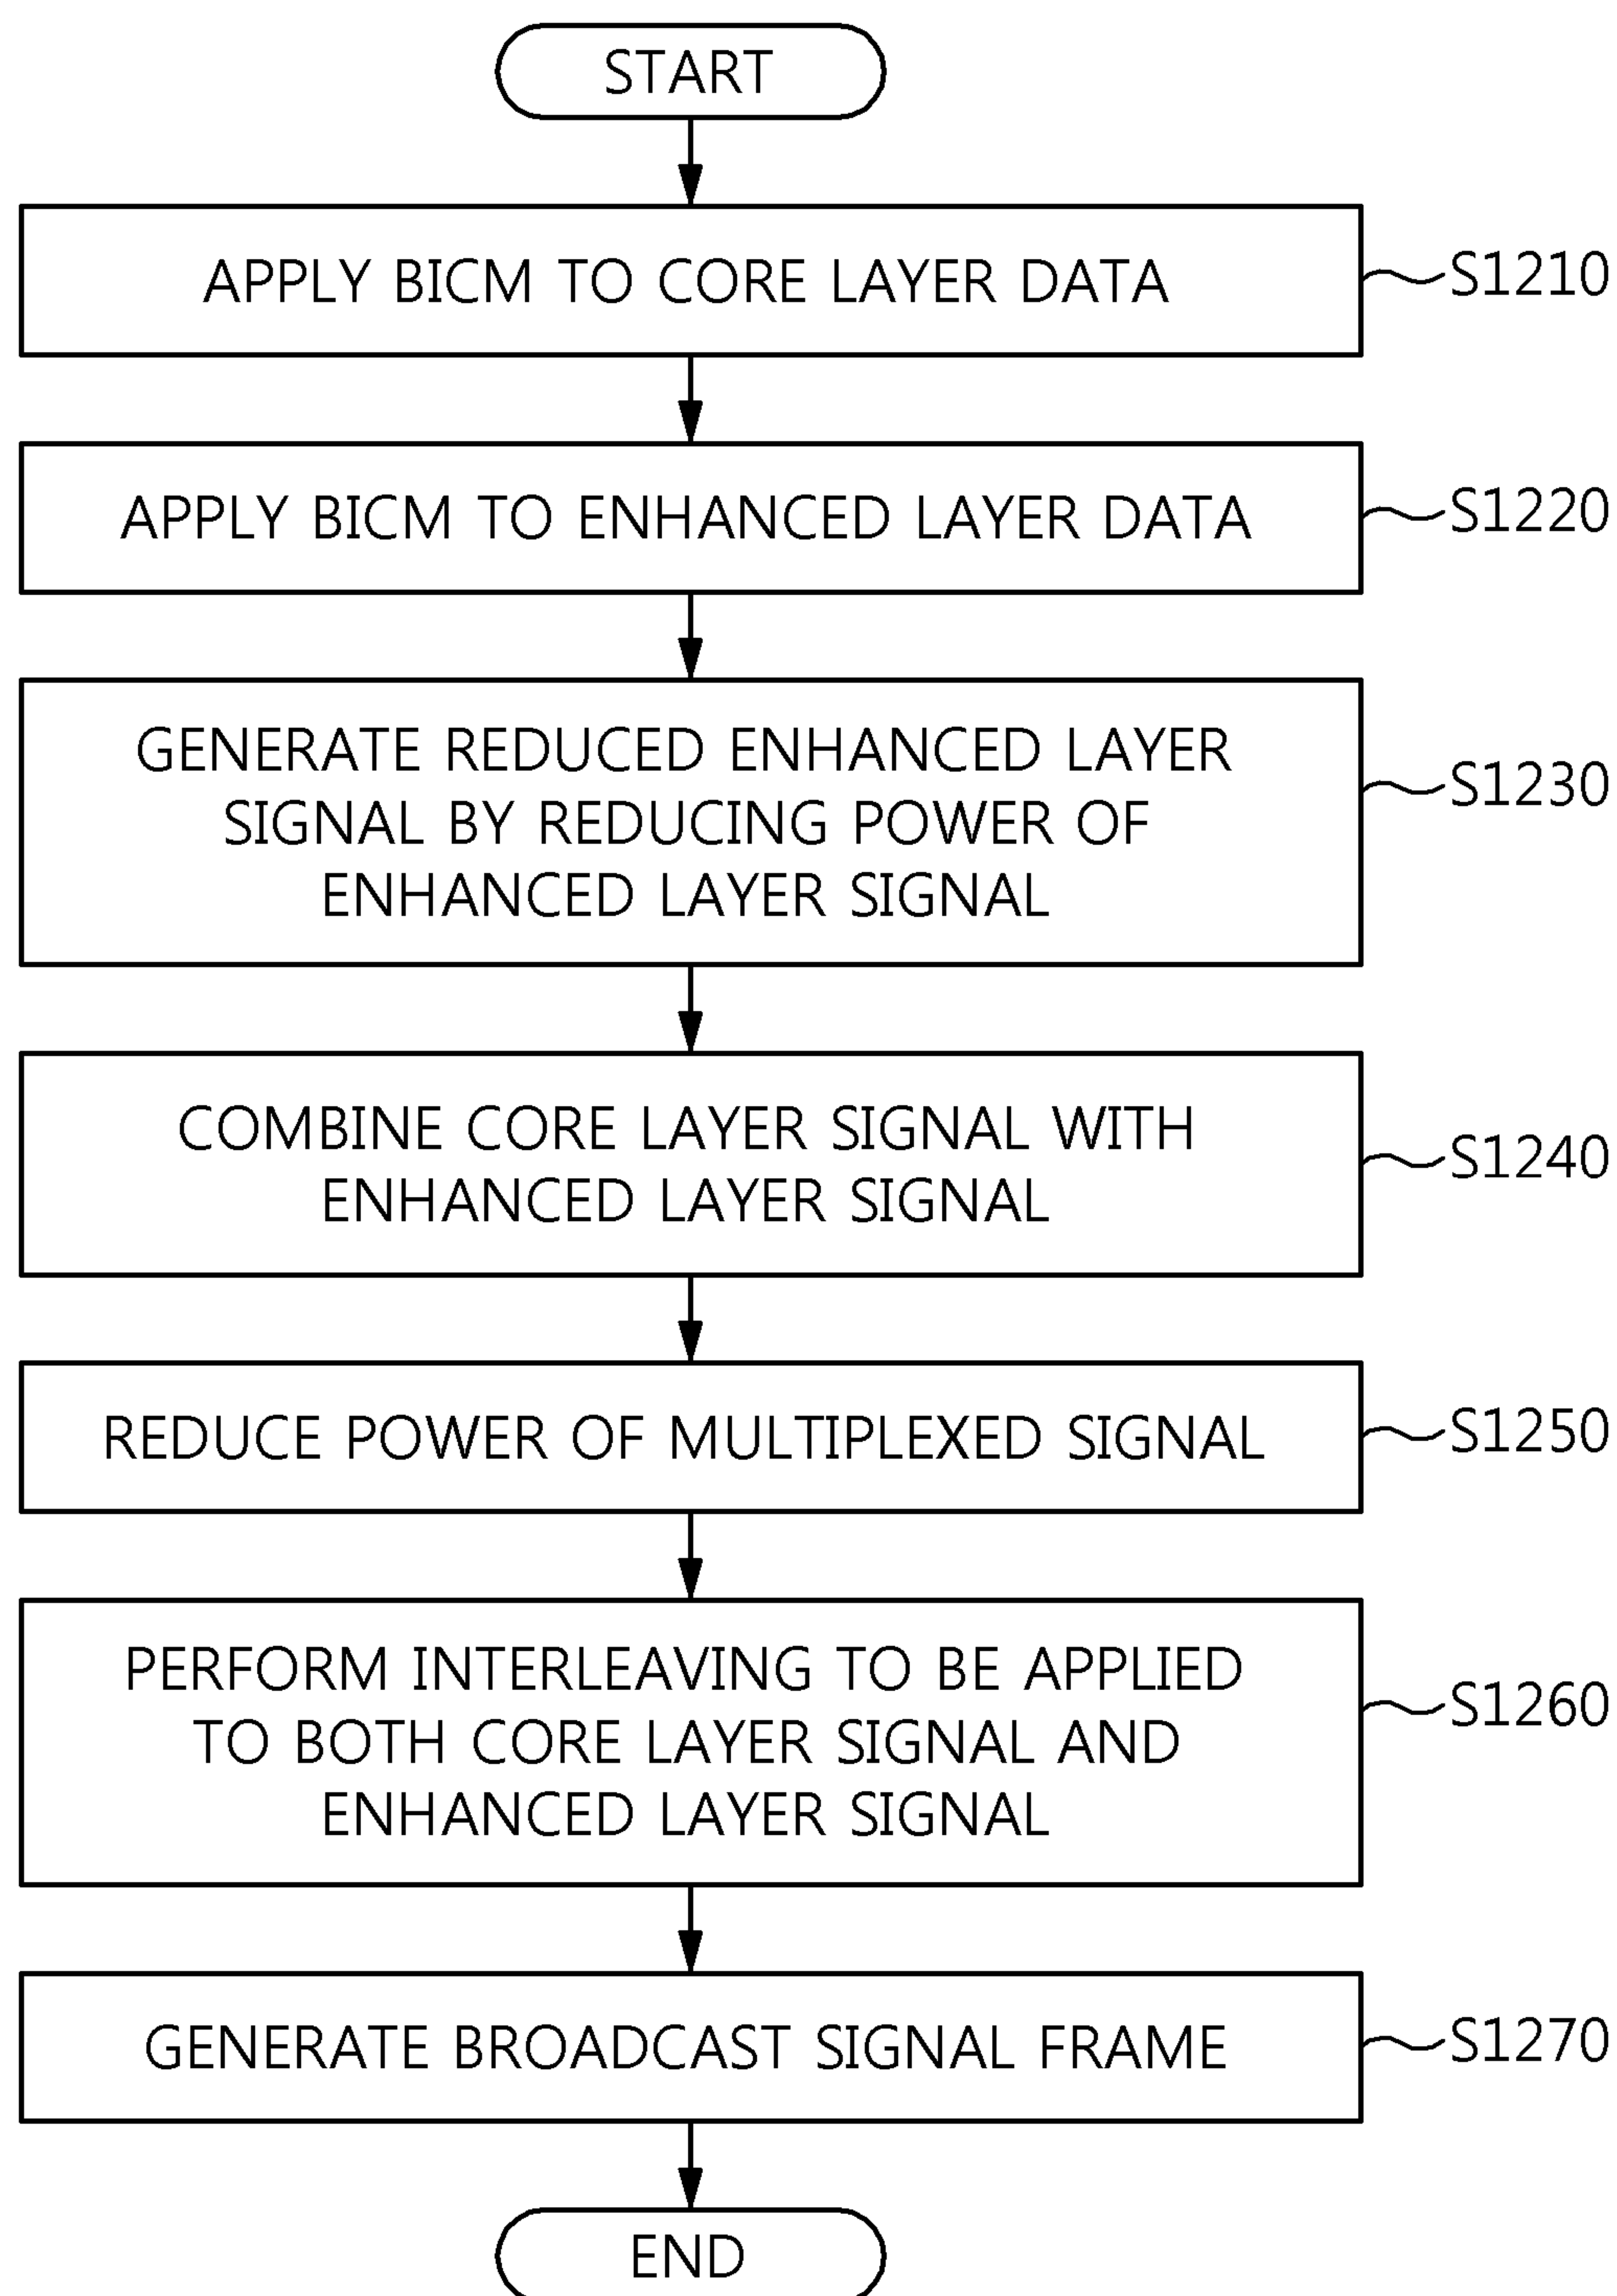 START
APPLY BICM TO CORE LAYER DATA
S1210
APPLY BICM TO ENHANCED LAYER DATA
S1220
GENERATE REDUCED ENHANCED LAYER
SIGNAL BY REDUCING POWER OF
ENHANCED LAYER SIGNAL
S1230
COMBINE CORE LAYER SIGNAL WITH
ENHANCED LAYER SIGNAL
S1240
REDUCE POWER OF MULTIPLEXED SIGNAL
S1250
PERFORM INTERLEAVING TO BE APPLIED
TO BOTH CORE LAYER SIGNAL AND
ENHANCED LAYER SIGNAL
S1260
GENERATE BROADCAST SIGNAL FRAME
S1270
END